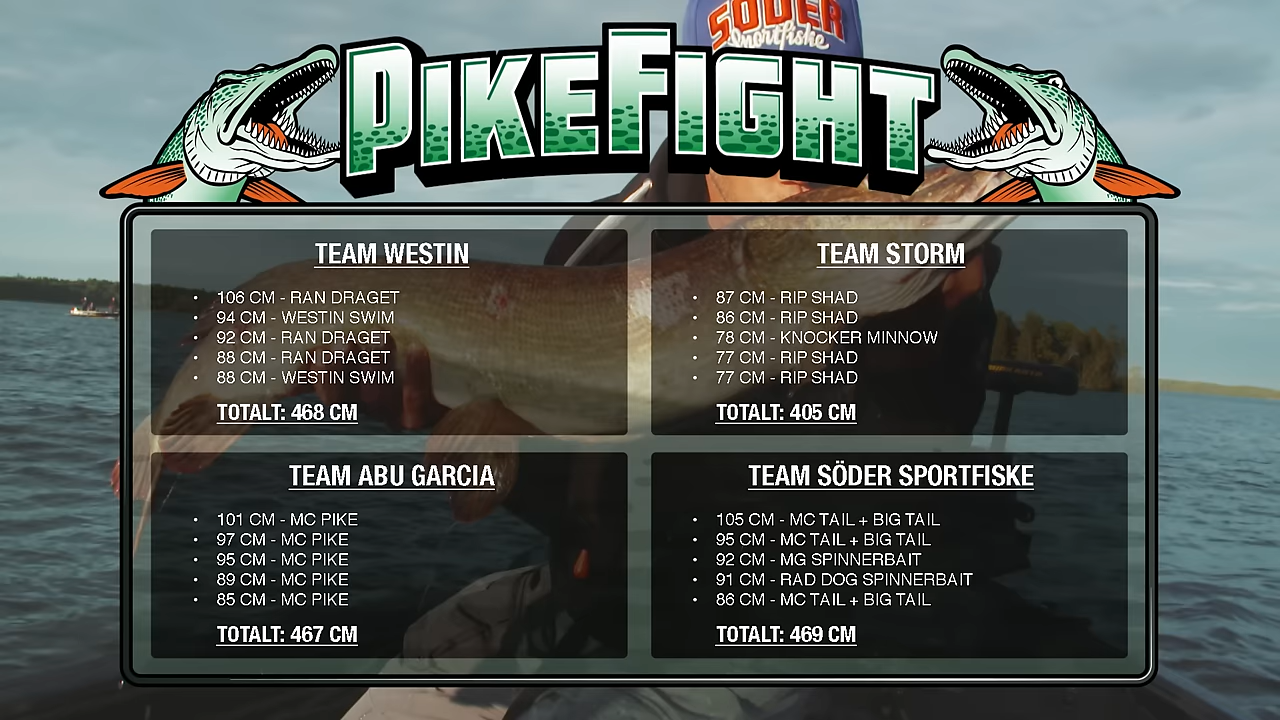 SÖDER
Sportfiske
PIKEFIGHT
TEAM WESTIN
• 106 CM - RAN DRAGET
• 94 CM - WESTIN SWIM
• 92 CM - RAN DRAGET
• 88 CM - RAN DRAGET
• 88 CM - WESTIN SWIM
TOTALT: 468 CM
TEAM STORM
• 87 CM - RIP SHAD
• 86 CM - RIP SHAD
• 78 CM - KNOCKER MINNOW
• 77 CM - RIP SHAD
• 77 CM - RIP SHAD
TOTALT: 405 CM
TEAM ABU GARCIA
• 101 CM - MC PIKE
• 97 CM - MC PIKE
• 95 CM - MC PIKE
• 89 CM - MC PIKE
• 85 CM - MC PIKE
TOTALT: 467 CM
TEAM SÖDER SPORTFISKE
• 105 CM - MC TAIL + BIG TAIL
• 95 CM - MC TAIL + BIG TAIL
• 92 CM - MG SPINNERBAIT
• 91 CM - RAD DOG SPINNERBAIT
• 86 CM - MC TAIL + BIG TAIL
TOTALT: 469 CM